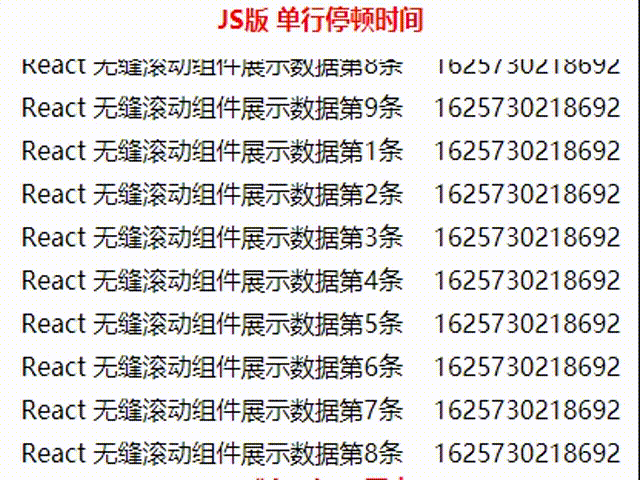 JS版 单行停顿时间
React 无缝滚动组件展示数据第8条 1625730218692
React 无缝滚动组件展示数据第9条 1625730218692
React 无缝滚动组件展示数据第1条 1625730218692
React 无缝滚动组件展示数据第2条 1625730218692
React 无缝滚动组件展示数据第3条 1625730218692
React 无缝滚动组件展示数据第4条 1625730218692
React 无缝滚动组件展示数据第5条 1625730218692
React 无缝滚动组件展示数据第6条 1625730218692
React 无缝滚动组件展示数据第7条 1625730218692
React 无缝滚动组件展示数据第8条 1625730218692